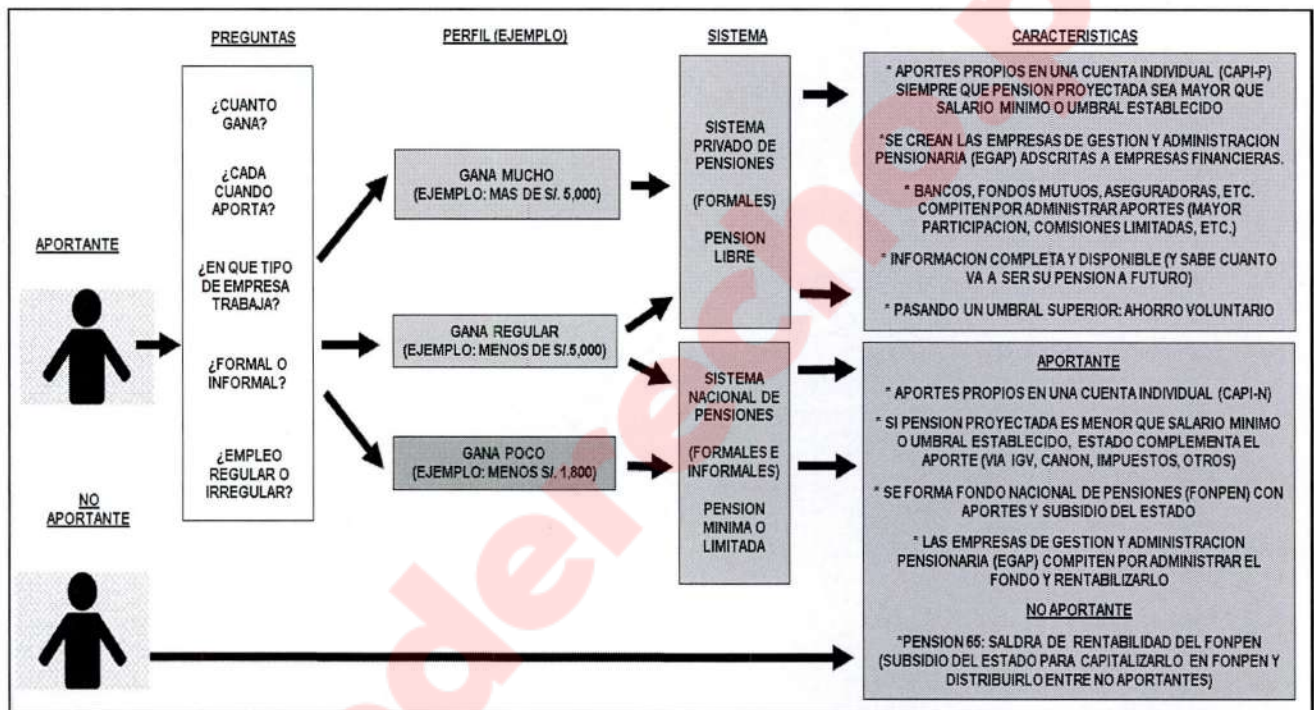 PREGUNTAS
PERFIL (EJEMPLO)
SISTEMA
CARACTERISTICAS
APORTANTE
¿CUANTO
GANA?
¿CADA
CUANDO
APORTA?
¿EN QUE TIPO
DE EMPRESA
TRABAJA?
¿FORMAL O
INFORMAL?
¿EMPLEO
REGULAR O
IRREGULAR?
NO
APORTANTE
GANA MUCHO
(EJEMPLO: MAS DE S/. 5,000)
GANA REGULAR
(EJEMPLO: MENOS DE S/.5,000)
GANA POCO
(EJEMPLO: MENOS S/. 1,800)
SISTEMA
PRIVADO DE
PENSIONES
(FORMALES)
PENSION
LIBRE
SISTEMA
NACIONAL DE
PENSIONES
(FORMALES E
INFORMALES)
PENSION
MINIMA O
LIMITADA
* APORTES PROPIOS EN UNA CUENTA INDIVIDUAL (CAPI-P)
SIEMPRE QUE PENSION PROYECTADA SEA MAYOR QUE
SALARIO MINIMO O UMBRAL ESTABLECIDO
*SE CREAN LAS EMPRESAS DE GESTION Y ADMINISTRACION
PENSIONARIA (EGAP) ADSCRITAS A EMPRESAS FINANCIERAS.
* BANCOS, FONDOS MUTUOS, ASEGURADORAS, ETC.
COMPITEN POR ADMINISTRAR APORTES (MAYOR
PARTICIPACION, COMISIONES LIMITADAS, ETC.)
* INFORMACION COMPLETA Y DISPONIBLE (Y SABE CUANTO
VA A SER SU PENSION A FUTURO)
* PASANDO UN UMBRAL SUPERIOR: AHORRO VOLUNTARIO
APORTANTE
* APORTES PROPIOS EN UNA CUENTA INDIVIDUAL (CAPI-N)
* SI PENSION PROYECTADA ES MENOR QUE SALARIO MINIMO
O UMBRAL ESTABLECIDO, ESTADO COMPLEMENTA EL
APORTE (VIA IGV, CANON, IMPUESTOS, OTROS)
* SE FORMA FONDO NACIONAL DE PENSIONES (FONPEN) CON
APORTES Y SUBSIDIO DEL ESTADO
* LAS EMPRESAS DE GESTION Y ADMINISTRACION
PENSIONARIA (EGAP) COMPITEN POR ADMINISTRAR EL
FONDO Y RENTABILIZARLO
NO APORTANTE
*PENSION 65: SALDRA DE RENTABILIDAD DEL FONPEN
(SUBSIDIO DEL ESTADO PARA CAPITALIZARLO EN FONPEN Y
DISTRIBUIRLO ENTRE NO APORTANTES)
derecho.p